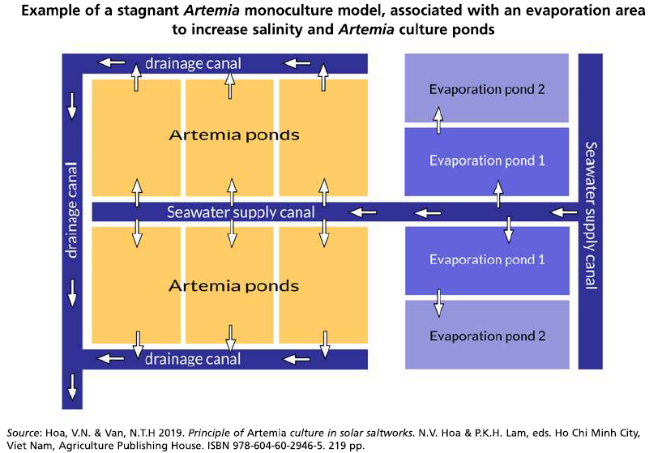 Example of a stagnant Artemia monoculture model, associated with an evaporation area
to increase salinity and Artemia culture ponds
drainage canal
Evaporation pond 2
Artemia ponds
Evaporation pond 1
drainage canal
Seawater supply canal
Seawater supply canal
Evaporation pond 1
Artemia ponds
Evaporation pond 2
drainage canal
Source: Hoa, V.N. & Van, N.T.H 2019. Principle of Artemia culture in solar saltworks. N.V. Hoa & P.K.H. Lam, eds. Ho Chi Minh City,
Viet Nam, Agriculture Publishing House. ISBN 978-604-60-2946-5. 219 pp.